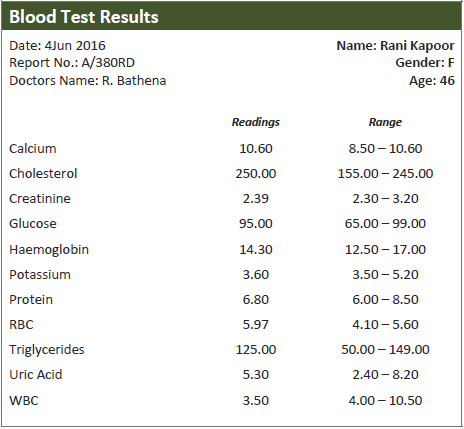 Blood Test Results
Date: 4Jun 2016 Name: Rani Kapoor
Report No.: A/380RD Gender: F
Doctors Name: R. Bathena Age: 46
Readings Range
Calcium 10.60 8.50 – 10.60
Cholesterol 250.00 155.00 – 245.00
Creatinine 2.39 2.30 – 3.20
Glucose 95.00 65.00 – 99.00
Haemoglobin 14.30 12.50 – 17.00
Potassium 3.60 3.50 – 5.20
Protein 6.80 6.00 – 8.50
RBC 5.97 4.10 – 5.60
Triglycerides 125.00 50.00 – 149.00
Uric Acid 5.30 2.40 – 8.20
WBC 3.50 4.00 – 10.50